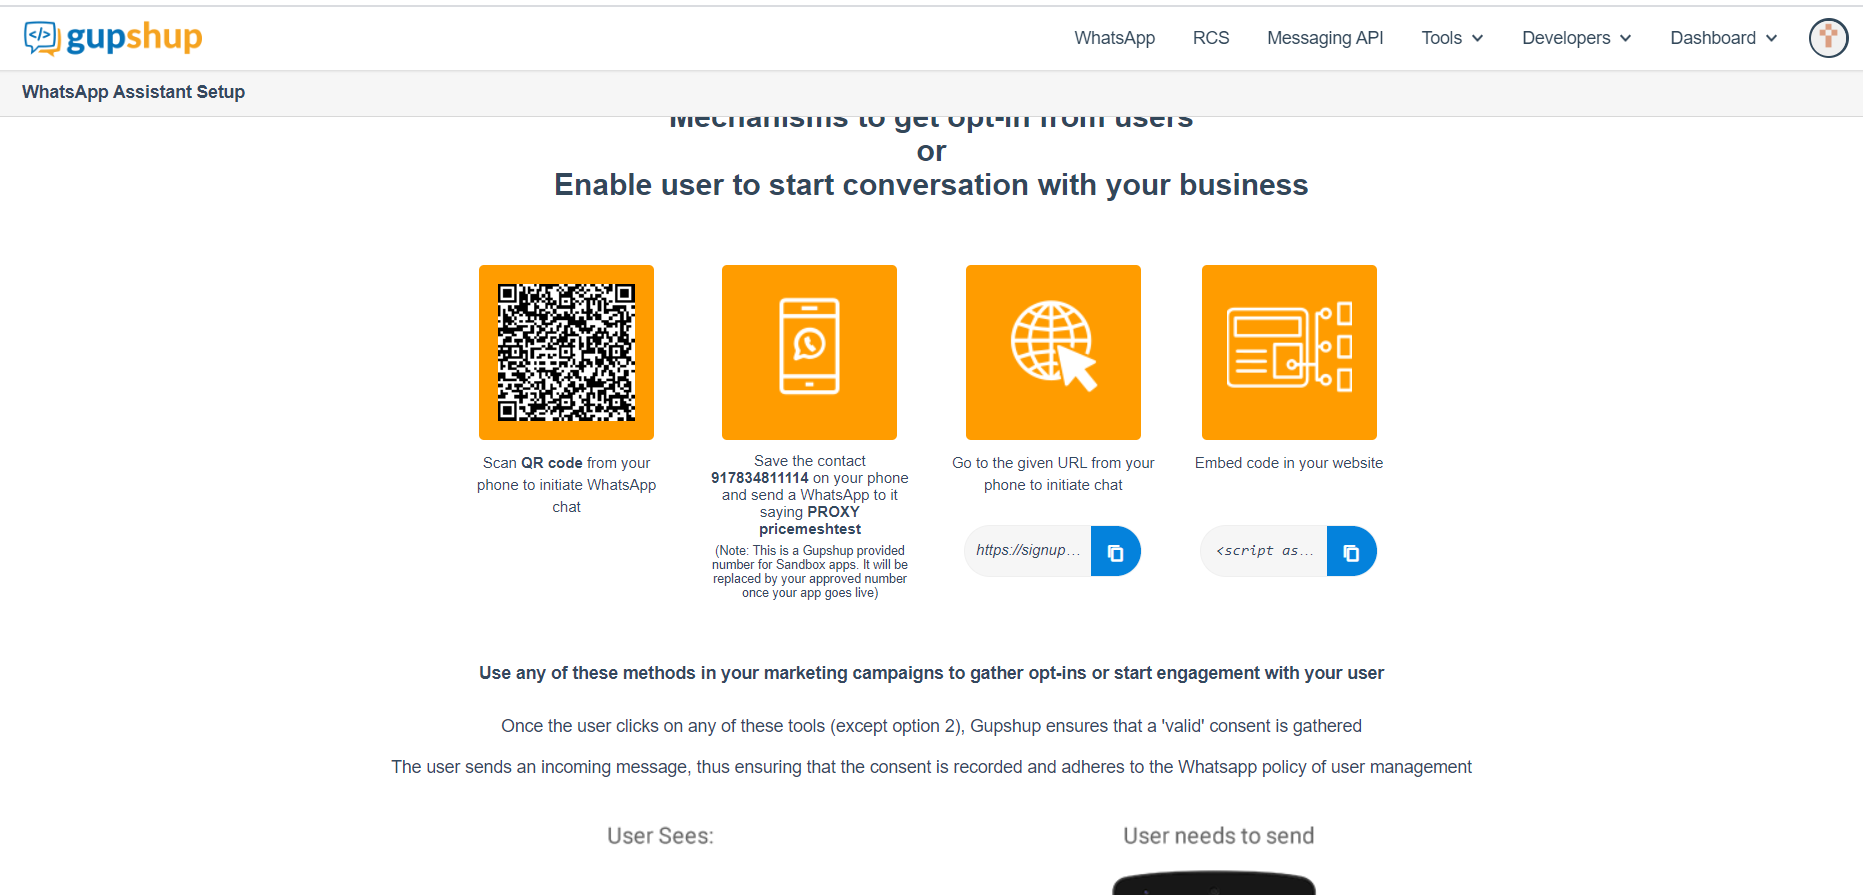 gupshup
WhatsApp
RCS
Messaging API
Tools
Developers
Dashboard
WhatsApp Assistant Setup
Mechanisms to get opt-in from users
or
Enable user to start conversation with your business
Scan QR code from your
phone to initiate WhatsApp
chat
Save the contact
917834811114 on your phone
and send a WhatsApp to it
saying PROXY
pricemeshtest
(Note: This is a Gupshup provided
number for Sandbox apps. It will be
replaced by your approved number
once your app goes live)
Go to the given URL from your
phone to initiate chat
https://signup...
Embed code in your website
<script as...
Use any of these methods in your marketing campaigns to gather opt-ins or start engagement with your user
Once the user clicks on any of these tools (except option 2), Gupshup ensures that a 'valid' consent is gathered
The user sends an incoming message, thus ensuring that the consent is recorded and adheres to the Whatsapp policy of user management
User Sees:
User needs to send